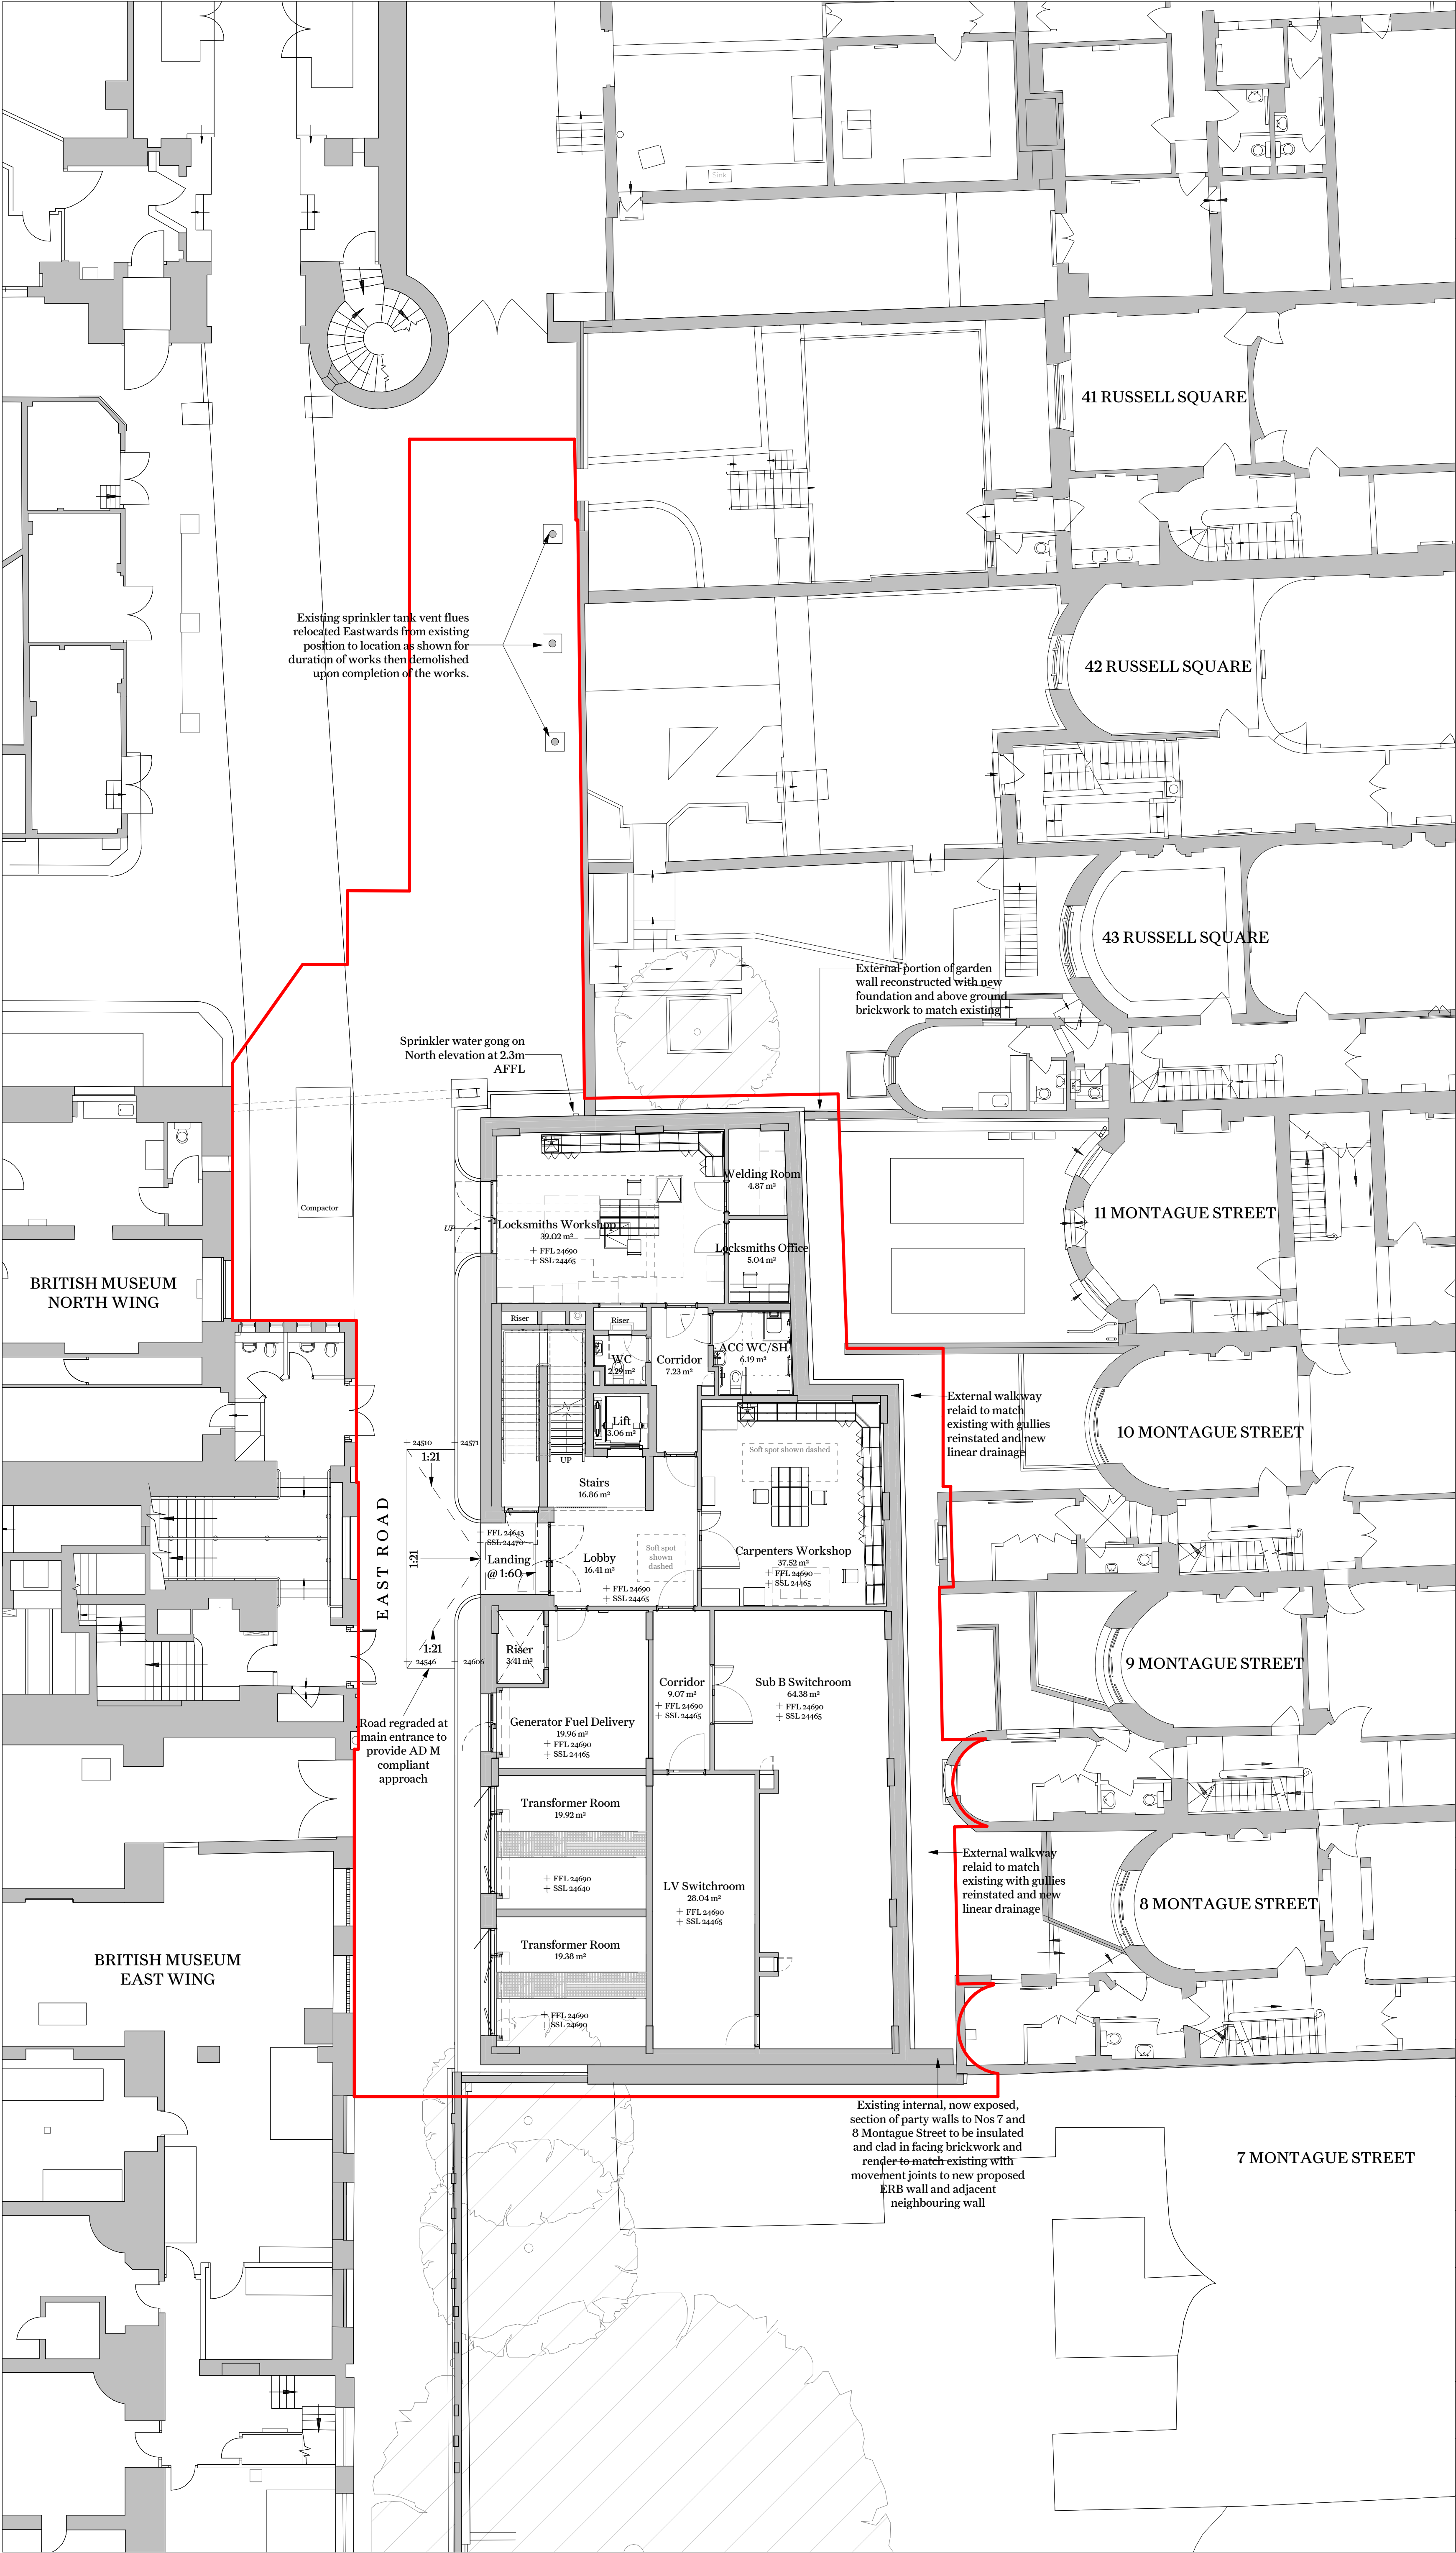 Sink
41 RUSSELL SQUARE
Existing sprinkler tank vent flues
relocated Eastwards from existing
position to location as shown for
duration of works then demolished
upon completion of the works.
42 RUSSELL SQUARE
43 RUSSELL SQUARE
External portion of garden
wall reconstructed with new
foundation and above ground
brickwork to match existing
Sprinkler water gong on
North elevation at 2.3m
AFFL
Compactor
BRITISH MUSEUM
NORTH WING
UP
Locksmiths Workshop
39.02 m²
FFL 24690
SSL 24465
Welding Room
4.87 m²
Locksmiths Office
5.04 m²
11 MONTAGUE STREET
Riser
Riser
WC
2.29 m²
Corridor
7.23 m²
ACC WC/SH
6.19 m²
Lift
3.06 m²
UP
Stairs
16.86 m²
External walkway
relaid to match
existing with gullies
reinstated and new
linear drainage
10 MONTAGUE STREET
Soft spot shown dashed
24510
24571
1:21
EAST ROAD
1:21
FFL 24643
SSL 24470
Landing
@ 1:60
Lobby
16.41 m²
FFL 24690
SSL 24465
Soft spot
shown
dashed
Carpenters Workshop
37.52 m²
FFL 24690
SSL 24465
1:21
24546
24606
Riser
3.41 m²
Corridor
9.07 m²
FFL 24690
SSL 24465
Sub B Switchroom
64.38 m²
FFL 24690
SSL 24465
9 MONTAGUE STREET
Generator Fuel Delivery
19.96 m²
FFL 24690
SSL 24465
Road regraded at
main entrance to
provide AD M
compliant
approach
Transformer Room
19.92 m²
FFL 24690
SSL 24640
LV Switchroom
28.04 m²
FFL 24690
SSL 24465
External walkway
relaid to match
existing with gullies
reinstated and new
linear drainage
8 MONTAGUE STREET
BRITISH MUSEUM
EAST WING
Transformer Room
19.38 m²
FFL 24690
SSL 24690
Existing internal, now exposed,
section of party walls to Nos 7 and
8 Montague Street to be insulated
and clad in facing brickwork and
render to match existing with
movement joints to new proposed
ERB wall and adjacent
neighbouring wall
7 MONTAGUE STREET